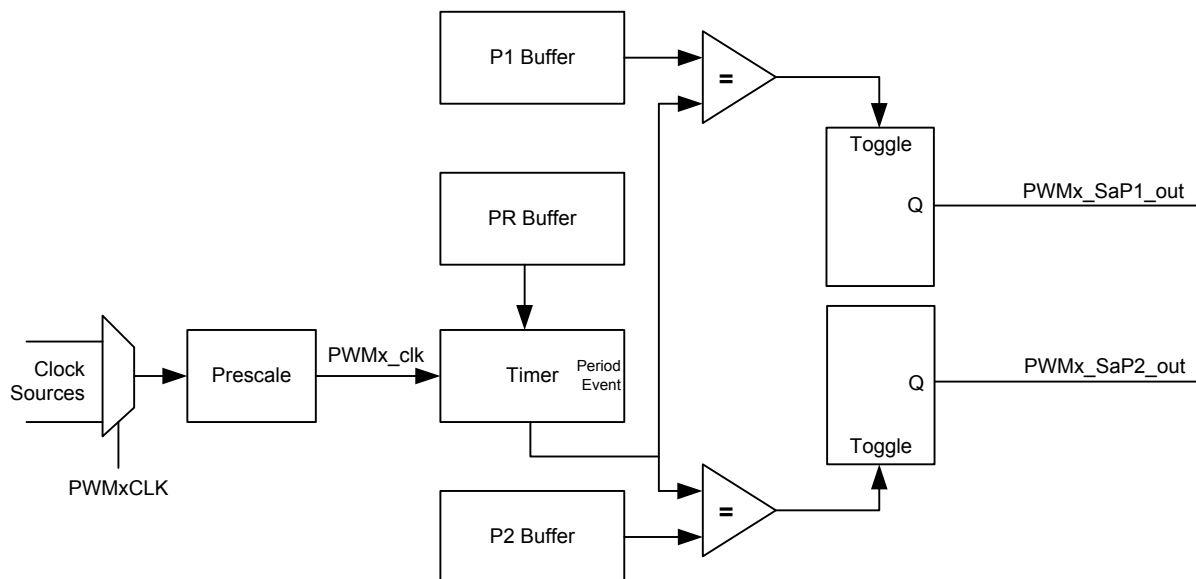 P1 Buffer
=
Toggle
Q
PWMx_SaP1_out
PR Buffer
Clock
Sources
PWMxCLK
Prescale
PWMx_clk
Timer
Period
Event
Q
Toggle
PWMx_SaP2_out
P2 Buffer
=